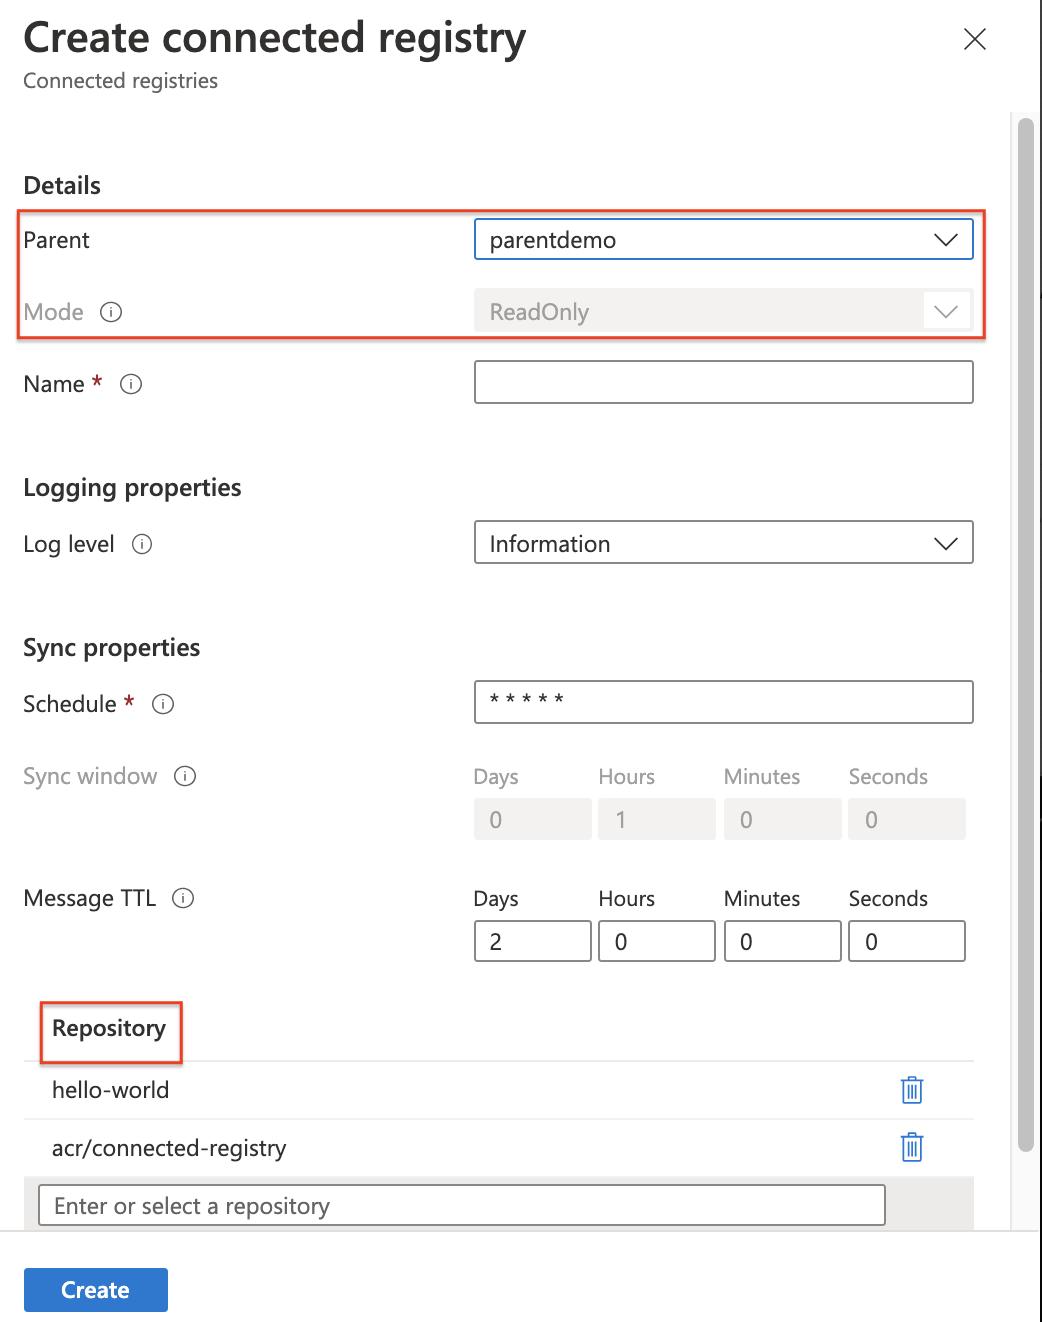 Create connected registry
Connected registries
Details
Parent
parentdemo
Mode
ReadOnly
Name *
Logging properties
Log level
Information
Sync properties
Schedule *
* * * * *
Sync window
Days Hours Minutes Seconds
0 1 0 0
Message TTL
Days Hours Minutes Seconds
2 0 0 0
Repository
hello-world
acr/connected-registry
Enter or select a repository
Create